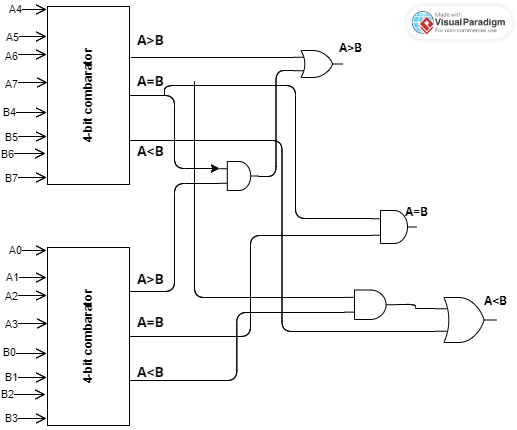 A4
A5
A6
A7
B4
B5
B6
B7
4-bit combarator
A>B
A=B
A<B
A>B
Made with
Visual Paradigm
For non-commercial use
A=B
A0
A1
A2
A3
B0
B1
B2
B3
4-bit combarator
A>B
A=B
A<B
A<B